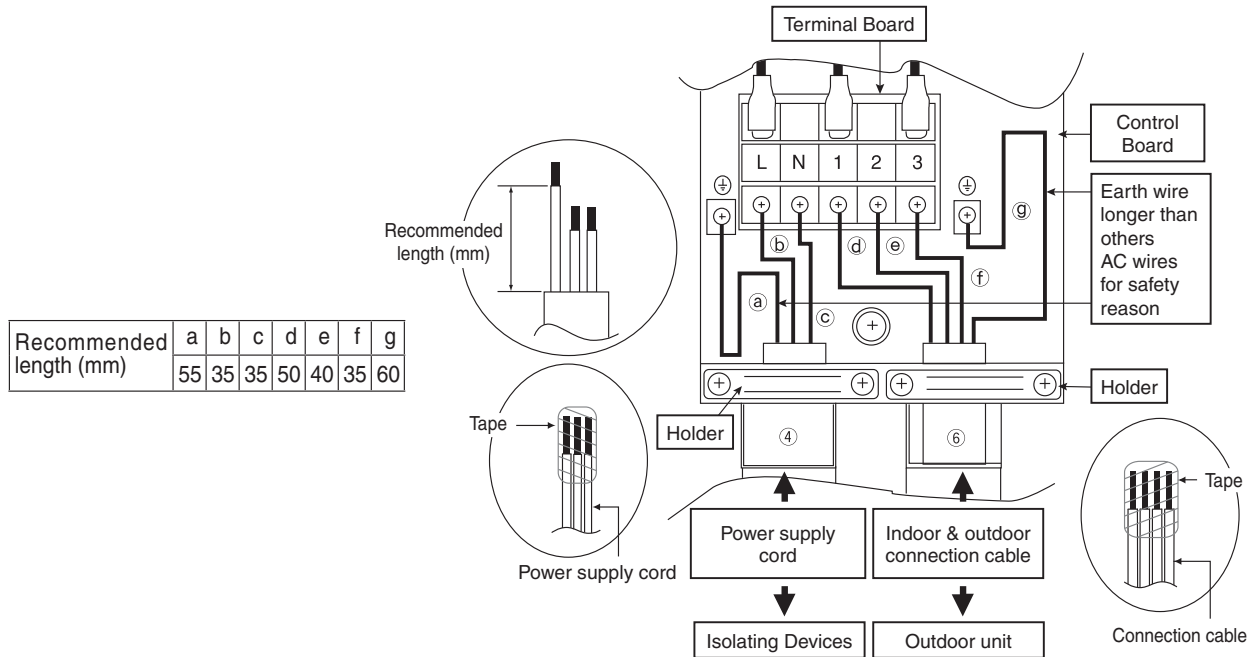 Terminal Board
L N 1 2 3
Control
Board
Recommended
length (mm)
Earth wire
longer than
others
AC wires
for safety
reason
ⓑ
ⓓ
ⓔ
ⓖ
ⓕ
ⓐ
ⓒ
Recommended
length (mm)
a b c d e f g
55 35 35 50 40 35 60
Holder
Holder
Tape
④
⑥
Tape
Power supply
cord
Indoor & outdoor
connection cable
Power supply cord
Isolating Devices
Outdoor unit
Connection cable